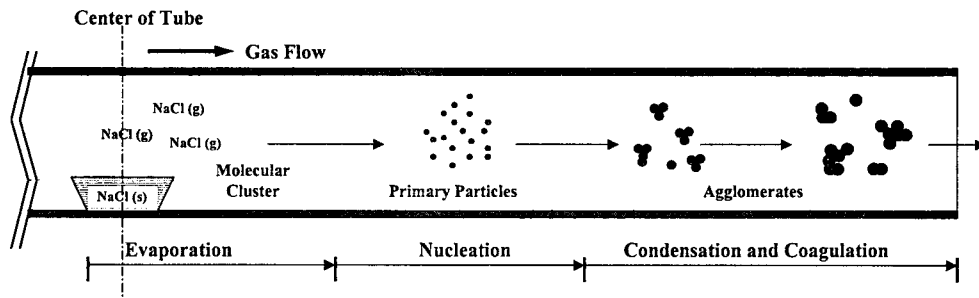 Center of Tube
Gas Flow
NaCl (g)
NaCl (g)
NaCl (g)
Molecular
Cluster
NaCl (s)
Primary Particles
Agglomerates
Evaporation
Nucleation
Condensation and Coagulation